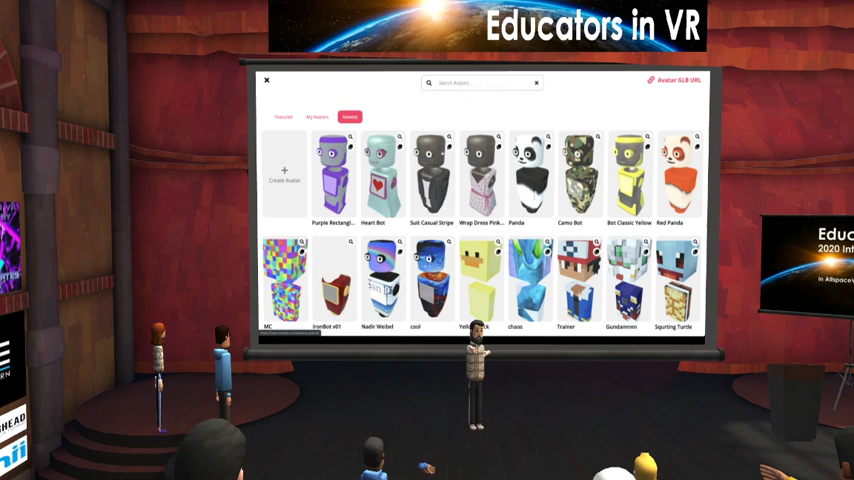 Educators in VR
Search Avatars...
Avatar GLB URL
Featured
My Avatars
Newest
Create Avatar
Purple Rectangl...
Heart Bot
Suit Casual Stripe
Wrap Dress Pink...
Panda
Camo Bot
Bot Classic Yellow
Red Panda
MC
IronBot v01
Nadir Weibel
cool
chaos
Trainer
Gundamnnn
Squrting Turtle
Educ
2020 Int
in AltspaceV
E
RN
HEAD